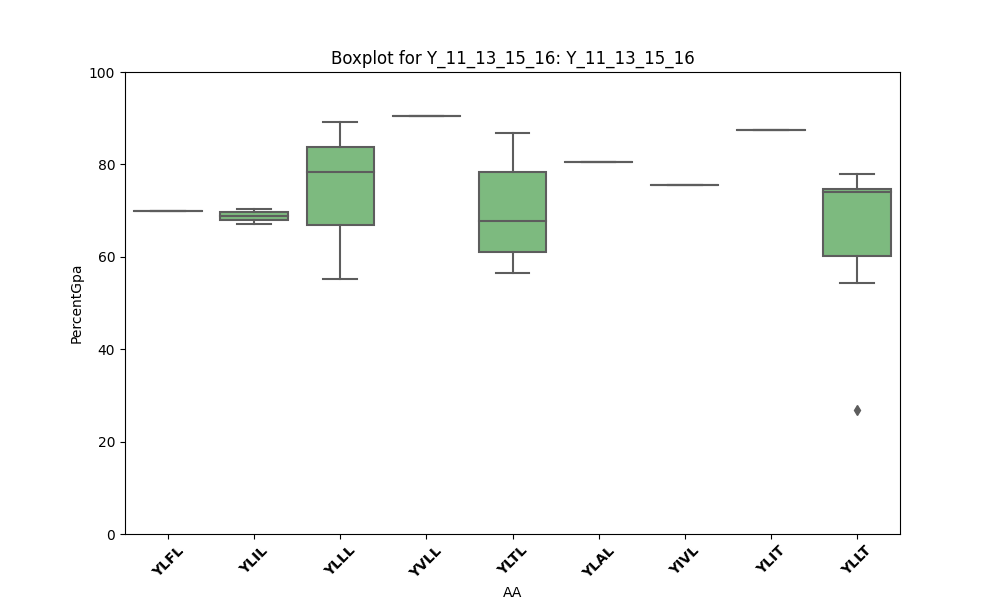 Boxplot for Y_11_13_15_16: Y_11_13_15_16
100
80
60
40
20
0
PercentGpa
YLFL
YLIL
YLLL
YVLL
YLTL
YLAL
YIVL
YLIT
YLLT
AA